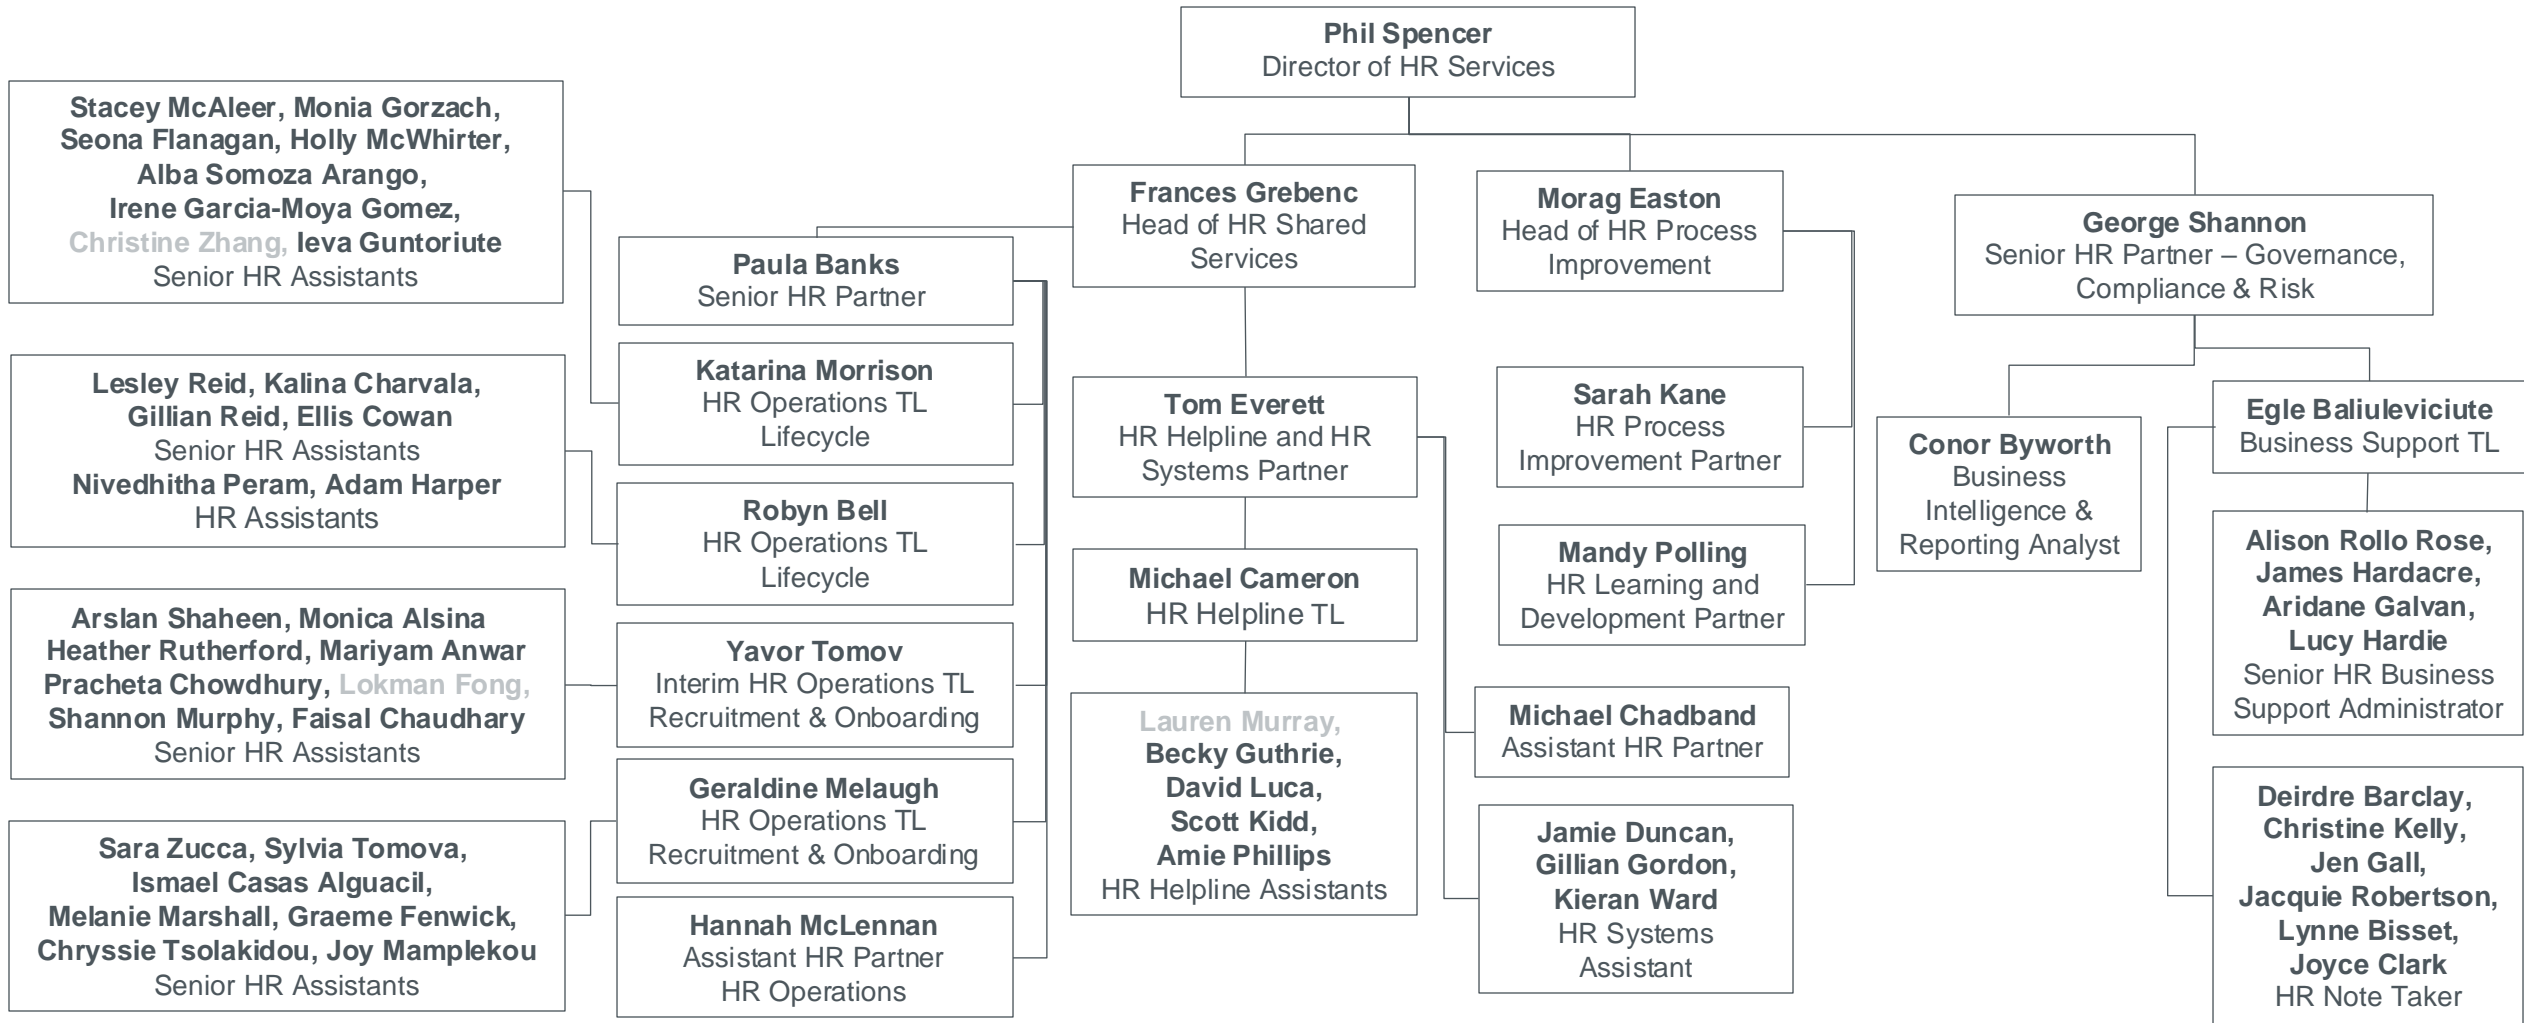 Phil Spencer
Director of HR Services
Stacey McAleer, Monia Gorzach,
Seona Flanagan, Holly McWhirter,
Alba Somoza Arango,
Irene Garcia-Moya Gomez,
Christine Zhang, Ieva Guntoriute
Senior HR Assistants
Lesley Reid, Kalina Charvala,
Gillian Reid, Ellis Cowan
Senior HR Assistants
Nivedhitha Peram, Adam Harper
HR Assistants
Arslan Shaheen, Monica Alsina
Heather Rutherford, Mariyam Anwar
Pracheta Chowdhury, Lokman Fong,
Shannon Murphy, Faisal Chaudhary
Senior HR Assistants
Sara Zucca, Sylvia Tomova,
Ismael Casas Alguacil,
Melanie Marshall, Graeme Fenwick,
Chryssie Tsolakidou, Joy Mamplekou
Senior HR Assistants
Paula Banks
Senior HR Partner
Katarina Morrison
HR Operations TL
Lifecycle
Robyn Bell
HR Operations TL
Lifecycle
Yavor Tomov
Interim HR Operations TL
Recruitment & Onboarding
Geraldine Melaugh
HR Operations TL
Recruitment & Onboarding
Hannah McLennan
Assistant HR Partner
HR Operations
Frances Grebenc
Head of HR Shared
Services
Tom Everett
HR Helpline and HR
Systems Partner
Michael Cameron
HR Helpline TL
Lauren Murray,
Becky Guthrie,
David Luca,
Scott Kidd,
Amie Phillips
HR Helpline Assistants
Morag Easton
Head of HR Process
Improvement
Sarah Kane
HR Process
Improvement Partner
Mandy Polling
HR Learning and
Development Partner
Michael Chadband
Assistant HR Partner
Jamie Duncan,
Gillian Gordon,
Kieran Ward
HR Systems
Assistant
George Shannon
Senior HR Partner – Governance,
Compliance & Risk
Conor Byworth
Business
Intelligence &
Reporting Analyst
Egle Baliuleviciute
Business Support TL
Alison Rollo Rose,
James Hardacre,
Aridane Galvan,
Lucy Hardie
Senior HR Business
Support Administrator
Deirdre Barclay,
Christine Kelly,
Jen Gall,
Jacquie Robertson,
Lynne Bisset,
Joyce Clark
HR Note Taker